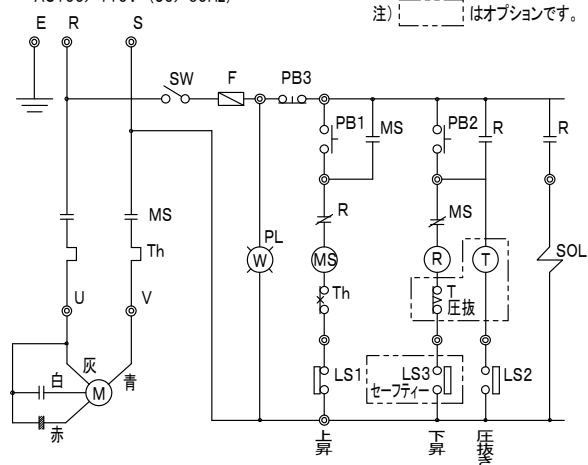 AC100/110V (50/60Hz)
注) はオプションです。
E R S
SW F PB3
PB1 MS PB2 R R
MS
R MS
PL
W MS R T SOL
Th
Th T
圧抜
U V
灰
白 M 青
赤
LS1 LS3 LS2
セーフティー
上昇
下昇
圧抜き